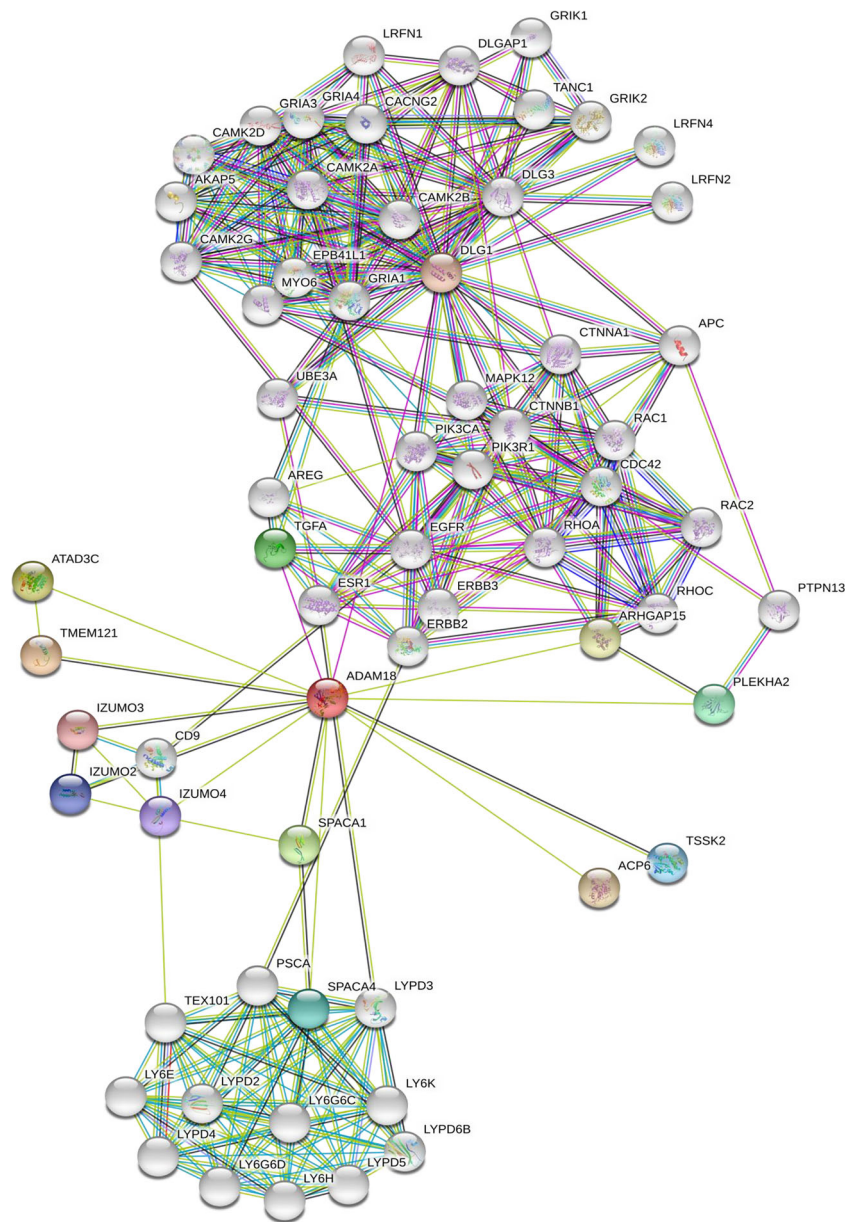 GRIK1
LRFN1
DLGAP1
TANC1
GRIA4
GRIA3
CACNG2
GRIK2
CAMK2D
LRFN4
CAMK2A
AKAP5
DLG3
LRFN2
CAMK2B
CAMK2G
EPB41L1
DLG1
MYO6
GRIA1
CTNNA1
APC
UBE3A
MAPK12
CTNNB1
RAC1
PIK3CA
PIK3R1
CDC42
AREG
RAC2
TGFA
EGFR
RHOA
ATAD3C
ESR1
ERBB3
RHOC
PTPN13
ARHGAP15
TMEM121
ERBB2
ADAM18
PLEKHA2
IZUMO3
CD9
IZUMO2
IZUMO4
SPACA1
TSSK2
ACP6
PSCA
SPACA4
LYPD3
TEX101
LY6E
LYPD2
LY6K
LY6G6C
LYPD4
LYPD6B
LY6G6D
LYPD5
LY6H